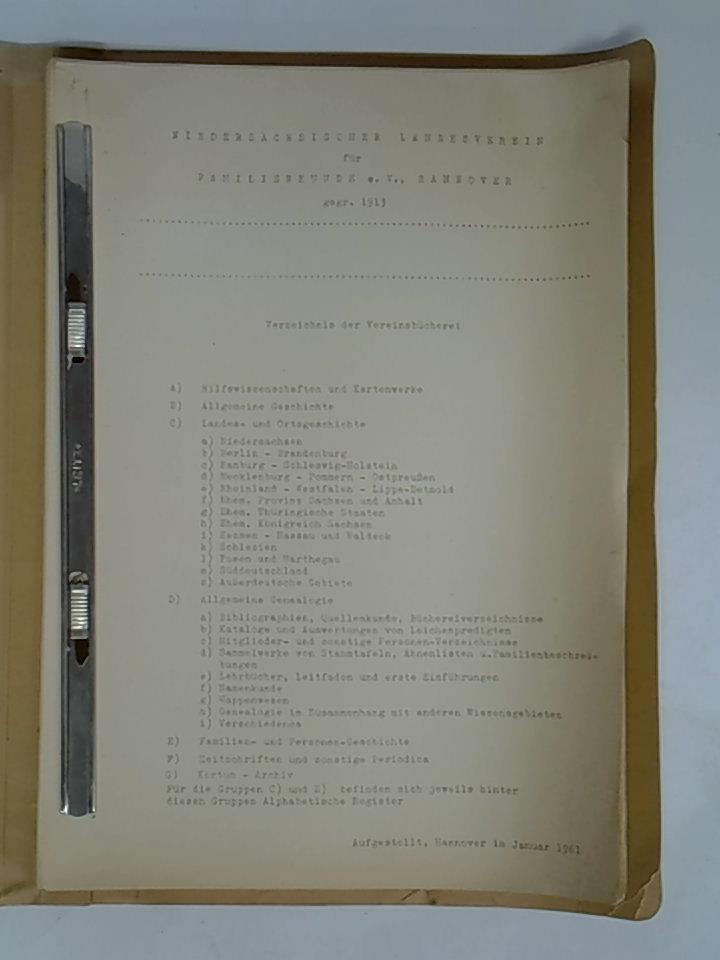 NIEDERSÄCHSISCHER LANDESVEREIN
für
FAMILIENKUNDE e.V., HANNOVER
gegr. 1913
Verzeichnis der Vereinsbücherei
A) Hilfswissenschaften und Kartenwerke
B) Allgemeine Geschichte
C) Landes- und Ortsgeschichte
a) Niedersachsen
b) Berlin - Brandenburg
c) Hamburg - Schleswig-Holstein
d) Mecklenburg - Pommern - Ostpreußen
e) Rheinland - Westfalen - Lippe-Detmold
f) Ehem. Provinz Sachsen und Anhalt
g) Ehem. Thüringische Staaten
h) Ehem. Königreich Sachsen
i) Hessen - Nassau und Waldeck
k) Schlesien
l) Posen und Warthegau
m) Süddeutschland
n) Außerdeutsche Gebiete
D) Allgemeine Genealogie
a) Bibliographien, Quellenkunde, Büchereiverzeichnisse
b) Kataloge und Auswertungen von Leichenpredigten
c) Mitglieder- und sonstige Personen-Verzeichnisse
d) Sammelwerke von Stammtafeln, Ahnenlisten u.Familienbeschrei-
bungen
e) Lehrbücher, Leitfaden und erste Einführungen
f) Namenkunde
g) Wappenwesen
h) Genealogie im Zusammenhang mit anderen Wissensgebieten
i) Verschiedenes
E) Familien- und Personen-Geschichte
F) Zeitschriften und sonstige Periodica
G) Karton - Archiv
Für die Gruppen C) und E) befinden sich jeweils hinter
diesen Gruppen Alphabetische Register
Aufgestellt, Hannover im Januar 1961